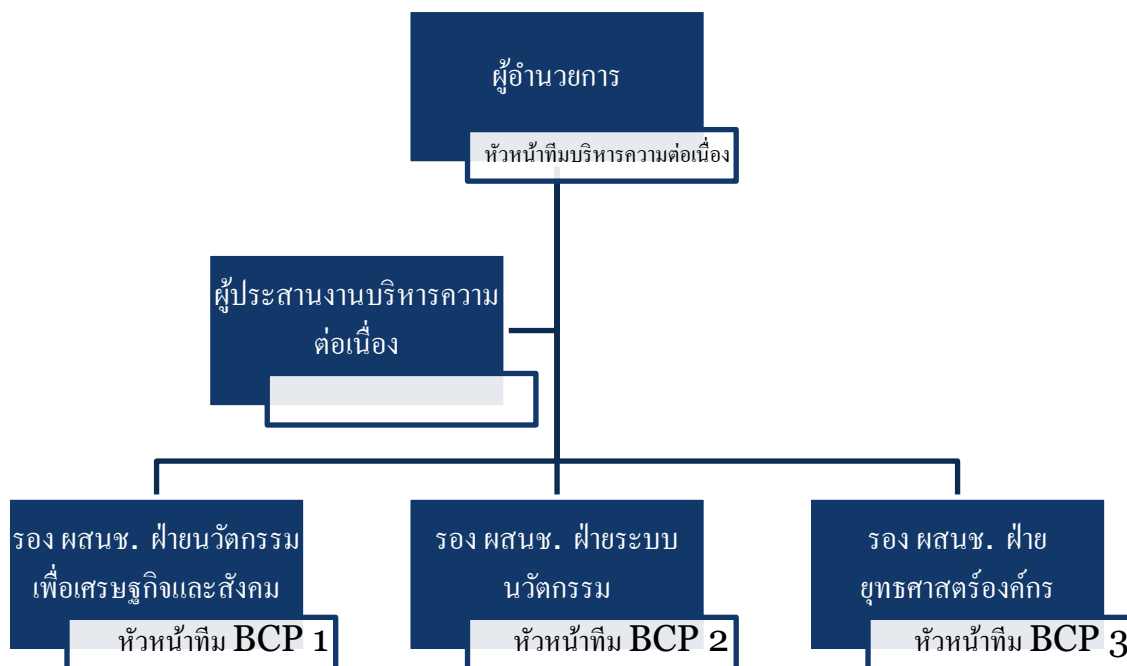 ผู้อำนวยการ
หัวหน้าทีมบริหารความต่อเนื่อง
ผู้ประสานงานบริหารความ
ต่อเนื่อง
รอง ผสนช. ฝ่ายนวัตกรรม
เพื่อเศรษฐกิจและสังคม
หัวหน้าทีม BCP 1
รอง ผสนช. ฝ่ายระบบ
นวัตกรรม
หัวหน้าทีม BCP 2
รอง ผสนช. ฝ่าย
ยุทธศาสตร์องค์กร
หัวหน้าทีม BCP 3